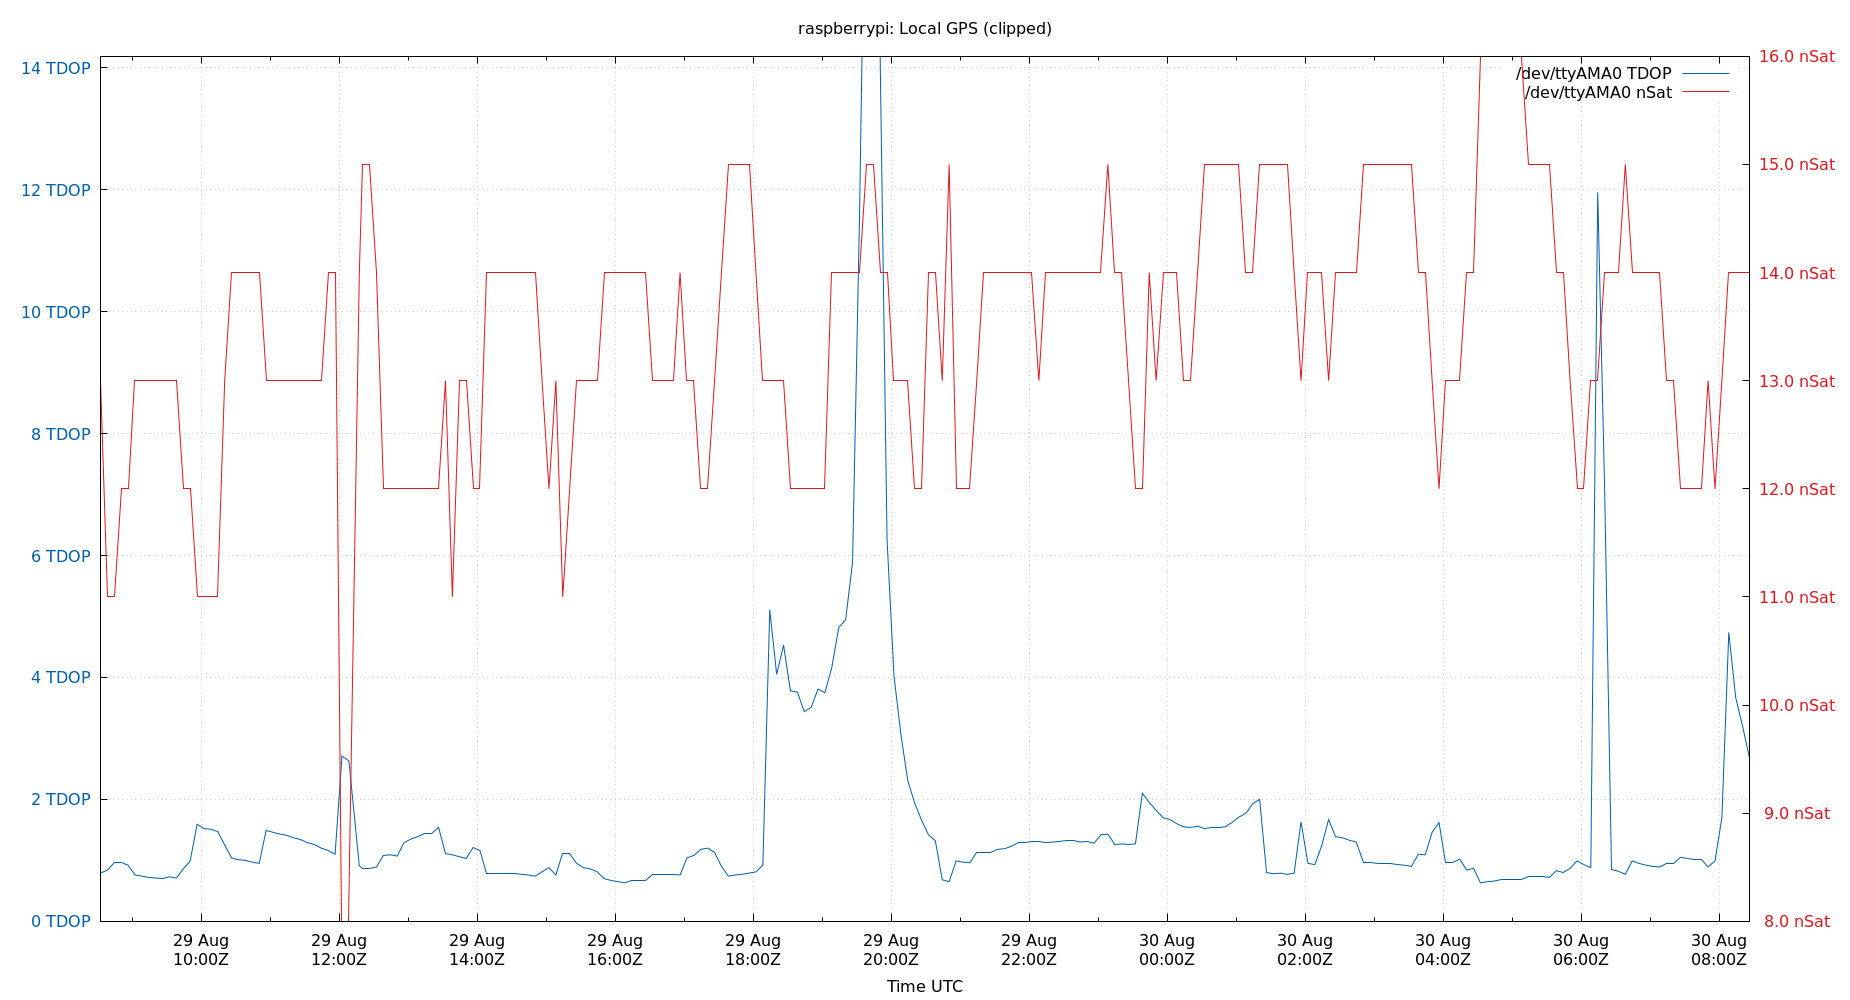 raspberrypi: Local GPS (clipped)
14 TDOP
12 TDOP
10 TDOP
8 TDOP
6 TDOP
4 TDOP
2 TDOP
0 TDOP
16.0 nSat
15.0 nSat
14.0 nSat
13.0 nSat
12.0 nSat
11.0 nSat
10.0 nSat
9.0 nSat
8.0 nSat
/dev/ttyAMA0 TDOP
/dev/ttyAMA0 nSat
29 Aug
10:00Z
29 Aug
12:00Z
29 Aug
14:00Z
29 Aug
16:00Z
29 Aug
18:00Z
29 Aug
20:00Z
29 Aug
22:00Z
30 Aug
00:00Z
30 Aug
02:00Z
30 Aug
04:00Z
30 Aug
06:00Z
30 Aug
08:00Z
Time UTC